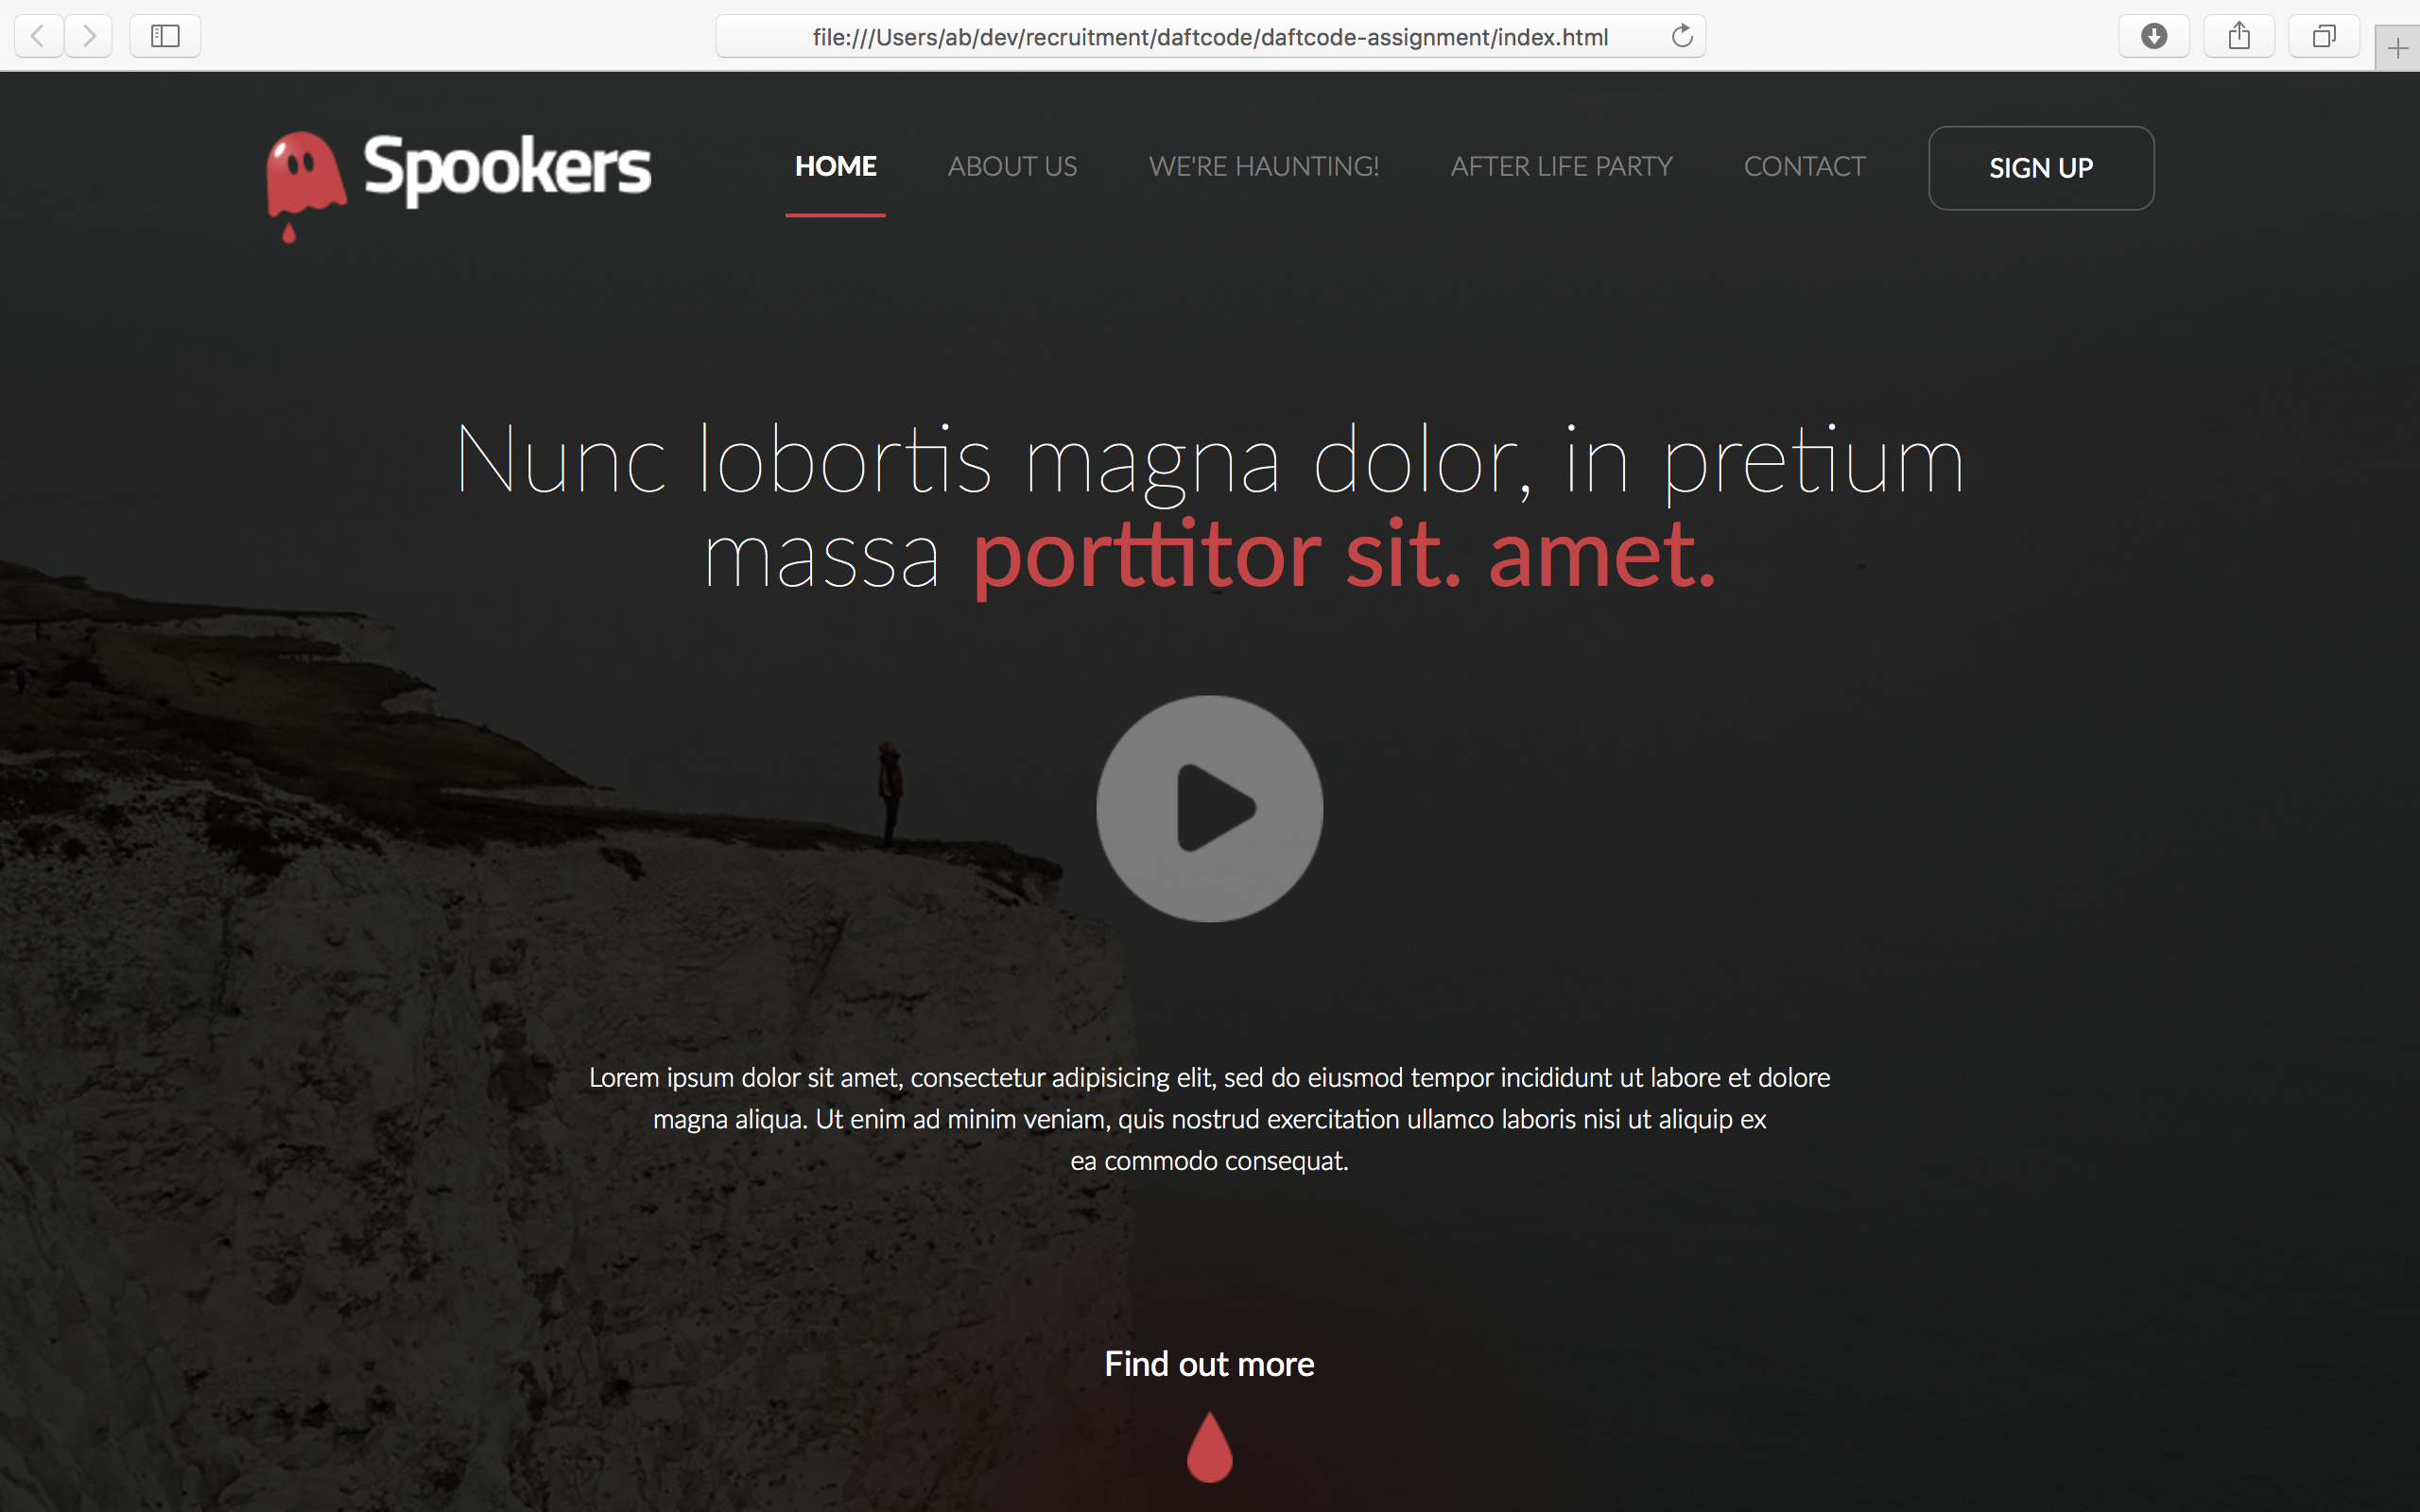 file:///Users/ab/dev/recruitment/daftcode/daftcode-assignment/index.html
Spookers
HOME
ABOUT US
WE'RE HAUNTING!
AFTER LIFE PARTY
CONTACT
SIGN UP
Nunc lobortis magna dolor, in pretium
massa porttitor sit. amet.
Lorem ipsum dolor sit amet, consectetur adipisicing elit, sed do eiusmod tempor incididunt ut labore et dolore
magna aliqua. Ut enim ad minim veniam, quis nostrud exercitation ullamco laboris nisi ut aliquip ex
ea commodo consequat.
Find out more